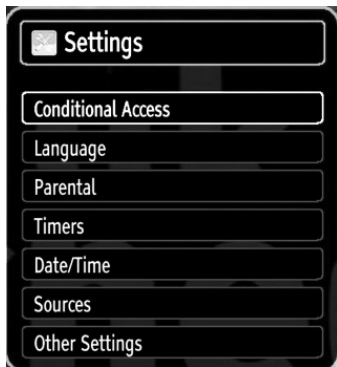 Settings
Conditional Access
Language
Parental
Timers
Date/Time
Sources
Other Settings